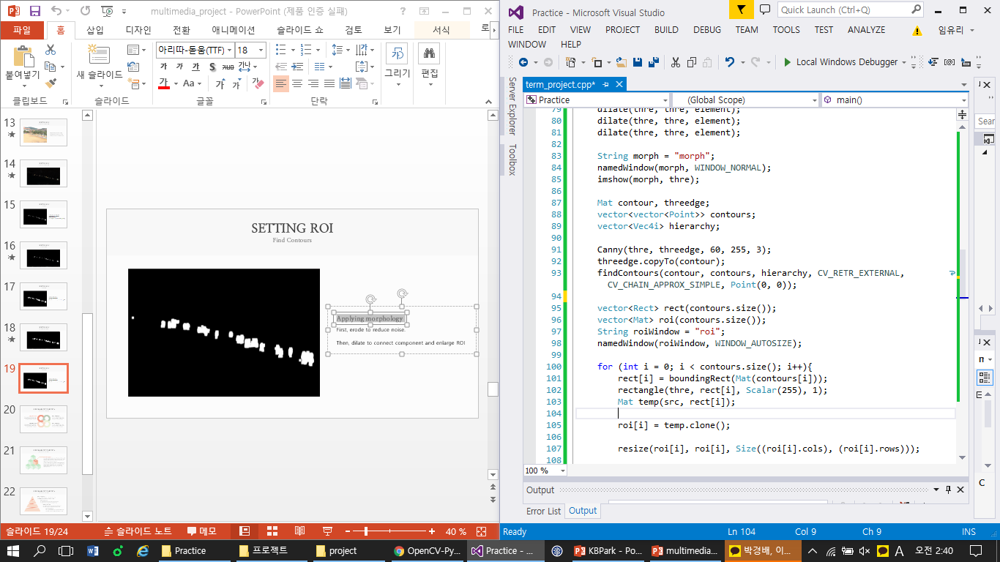 multimedia_project - PowerPoint (제품 인증 실패)
파일 홈 삽입 디자인 전환 애니메이션 슬라이드 쇼 검토 보기 서식 로
붙여넣기
새 슬라이드
아리따-돋움(TTF) 18
가 가 가 가 abc 간나
가 Aa 가 가
그리기
편집
클립보드 슬라이드 글꼴 단락
13
14
15
16
17
18
19
20
21
22
SETTING ROI
Find Contours
Applying morphology
First, erode to reduce noise.
Then, dilate to connect component and enlarge ROI
슬라이드 19/24 슬라이드 노트 메모 40 %
Practice - Microsoft Visual Studio
Quick Launch (Ctrl+Q)
FILE EDIT VIEW PROJECT BUILD DEBUG TEAM TOOLS TEST ANALYZE 임유리
WINDOW HELP
Local Windows Debugger
Server Explorer
Toolbox
term_project.cpp*
Practice (Global Scope) main()
79 dilate(thre, thre, element);
80 dilate(thre, thre, element);
81 dilate(thre, thre, element);
82
83 String morph = "morph";
84 namedWindow(morph, WINDOW_NORMAL);
85 imshow(morph, thre);
86
87 Mat contour, threedge;
88 vector<vector<Point>> contours;
89 vector<Vec4i> hierarchy;
90
91 Canny(thre, threedge, 60, 255, 3);
92 threedge.copyTo(contour);
93 findContours(contour, contours, hierarchy, CV_RETR_EXTERNAL,
CV_CHAIN_APPROX_SIMPLE, Point(0, 0));
94
95 vector<Rect> rect(contours.size());
96 vector<Mat> roi(contours.size());
97 String roiWindow = "roi";
98 namedWindow(roiWindow, WINDOW_AUTOSIZE);
99
100 for (int i = 0; i < contours.size(); i++){
101 rect[i] = boundingRect(Mat(contours[i]));
102 rectangle(thre, rect[i], Scalar(255), 1);
103 Mat temp(src, rect[i]);
104
105 roi[i] = temp.clone();
106
107 resize(roi[i], roi[i], Size((roi[i].cols), (roi[i].rows)));
108
100 %
Output
Error List Output
Sear
n
C
Ready Ln 104 Col 9 Ch 9 INS
Practice 프로젝트 project OpenCV-Py... Practice - ... KBPark - Po... multimedia... 박경배, 이... A 오전 2:40